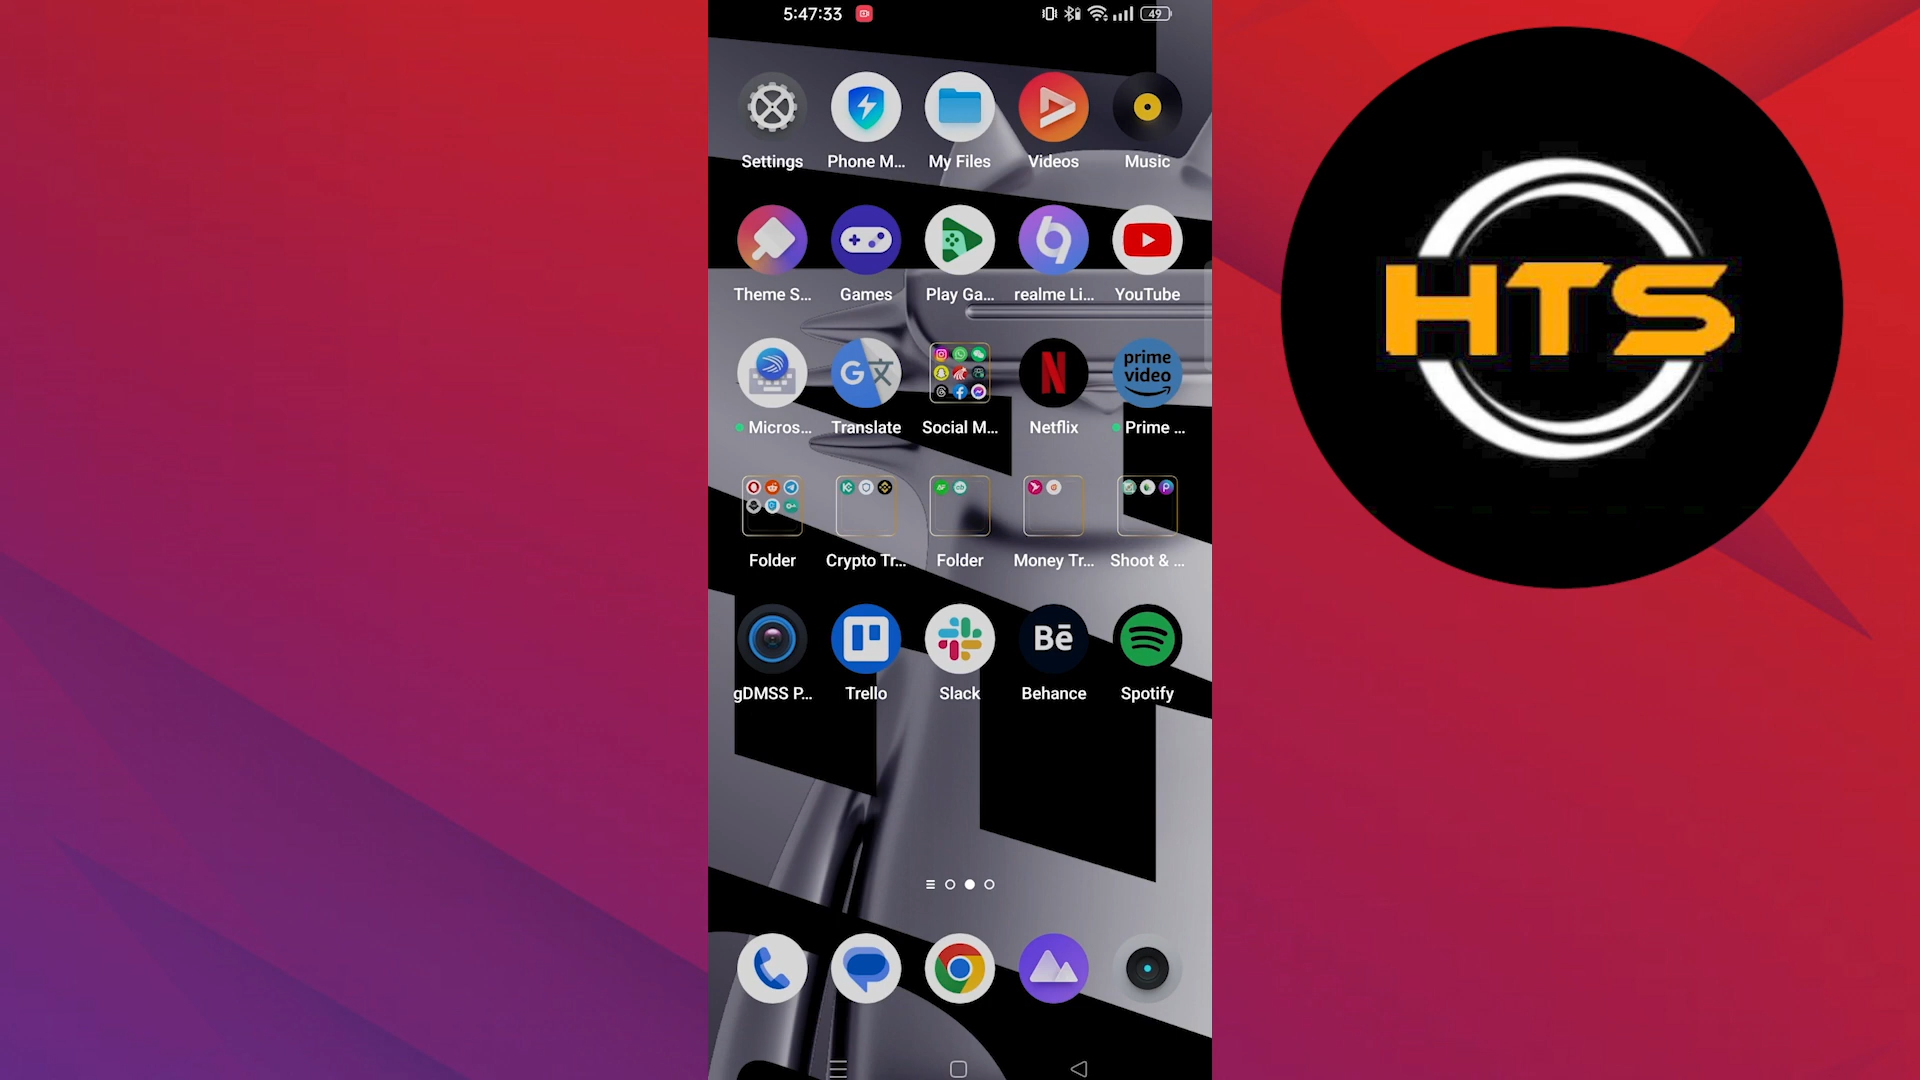 5:47:33
49
Settings
Phone M...
My Files
Videos
Music
Theme S...
Games
Play Ga...
realme Li...
YouTube
prime
video
Micros...
Translate
Social M...
Netflix
Prime ...
Folder
Crypto Tr...
Folder
Money Tr...
Shoot & ...
Bē
gDMSS P...
Trello
Slack
Behance
Spotify
HTS